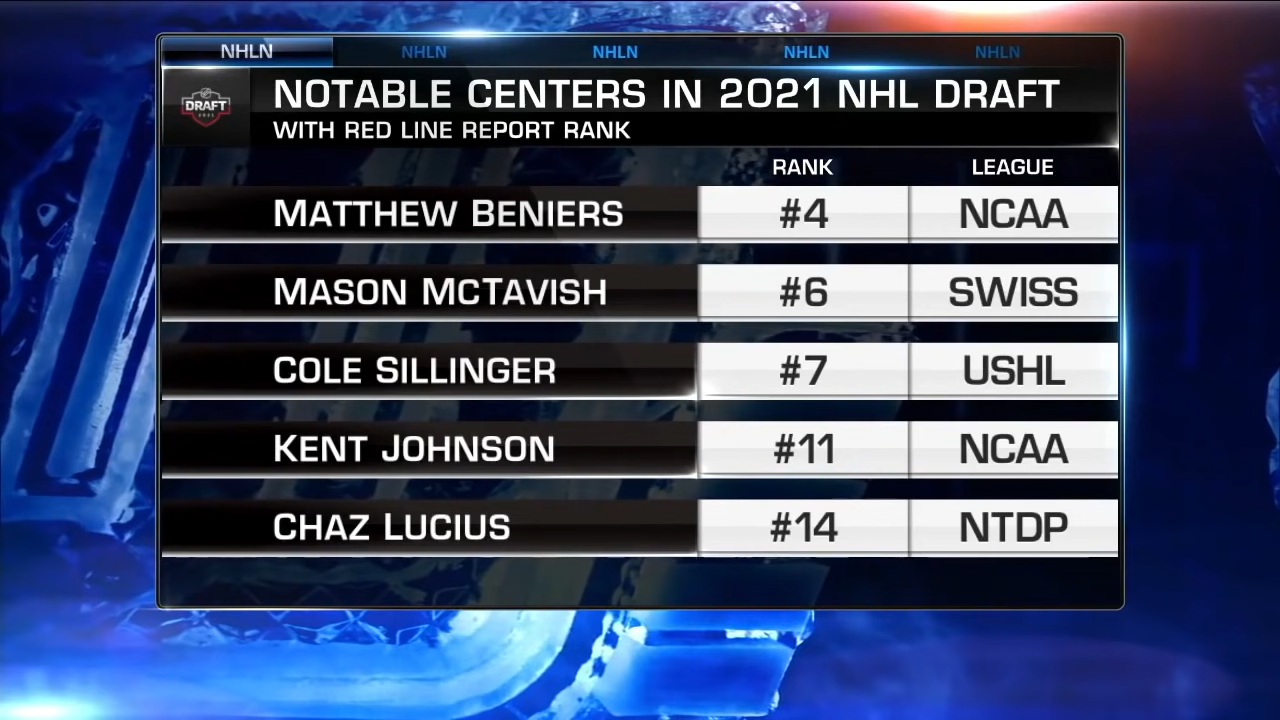 NHLN NHLN NHLN NHLN NHLN
DRAFT
2021
NOTABLE CENTERS IN 2021 NHL DRAFT
WITH RED LINE REPORT RANK
RANK LEAGUE
MATTHEW BENIERS #4 NCAA
MASON MCTAVISH #6 SWISS
COLE SILLINGER #7 USHL
KENT JOHNSON #11 NCAA
CHAZ LUCIUS #14 NTDP